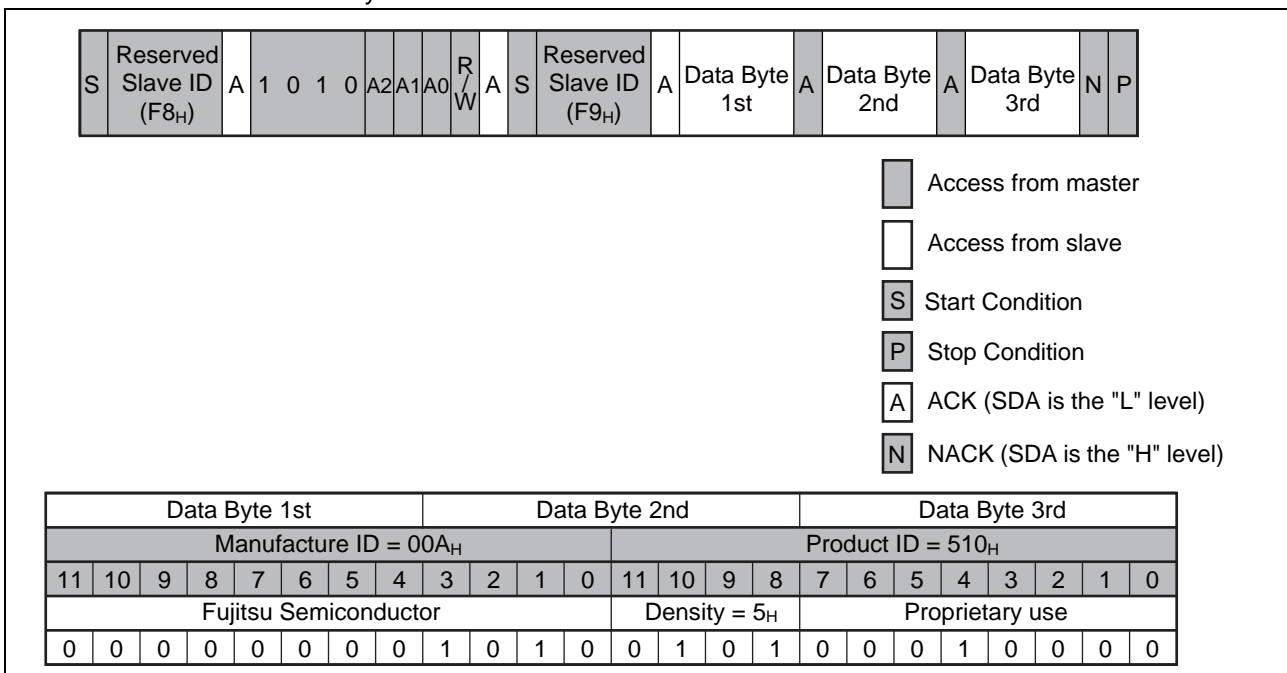 S Reserved Slave ID (F8H) A 1 0 1 0 A2 A1 A0 R/W A S Reserved Slave ID (F9H) A Data Byte 1st A Data Byte 2nd A Data Byte 3rd N P
Access from master
Access from slave
S Start Condition
P Stop Condition
A ACK (SDA is the "L" level)
N NACK (SDA is the "H" level)
Data Byte 1st Data Byte 2nd Data Byte 3rd
Manufacture ID = 00AH Product ID = 510H
11 10 9 8 7 6 5 4 3 2 1 0 11 10 9 8 7 6 5 4 3 2 1 0
Fujitsu Semiconductor Density = 5H Proprietary use
0 0 0 0 0 0 0 0 1 0 1 0 0 1 0 1 0 0 0 1 0 0 0 0